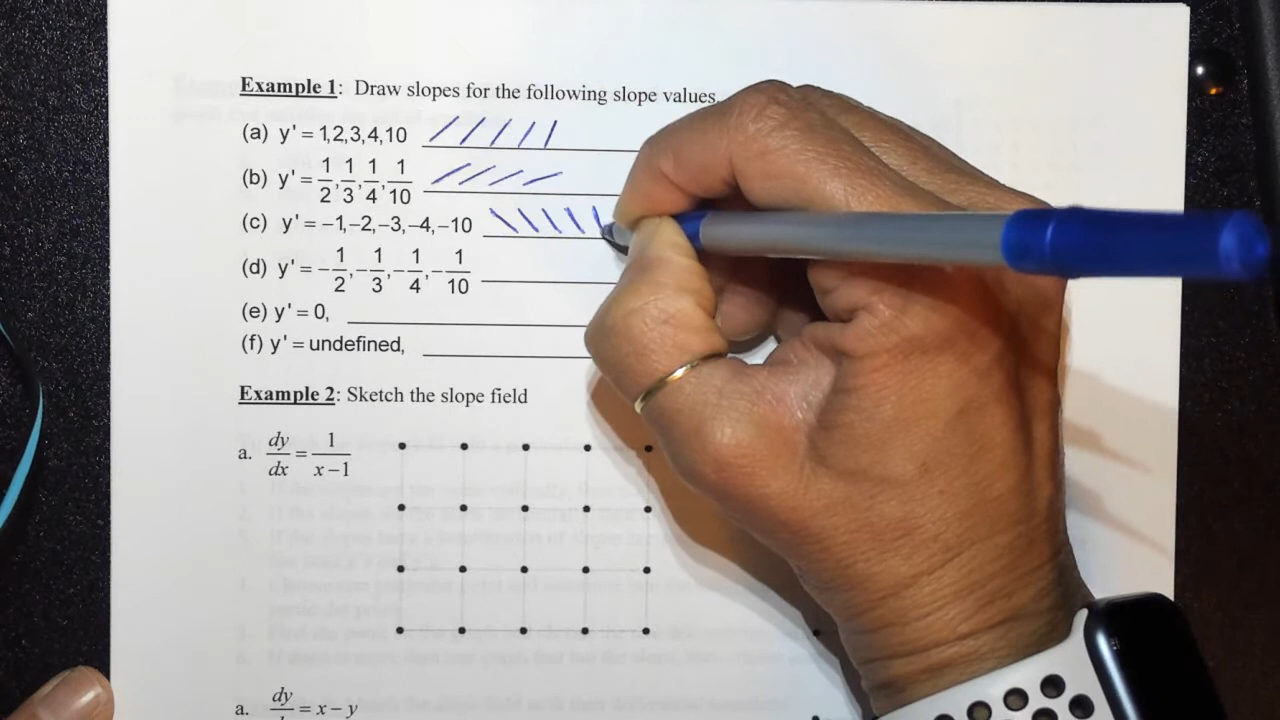 Example 1: Draw slopes for the following slope values.
(a) y' = 1,2,3,4,10
(b) y' = 1/2, 1/3, 1/4, 1/10
(c) y' = −1,−2,−3,−4,−10
(d) y' = −1/2, −1/3, −1/4, −1/10
(e) y' = 0,
(f) y' = undefined,
Example 2: Sketch the slope field
a. dy/dx = 1/(x−1)
a. dy = x − y